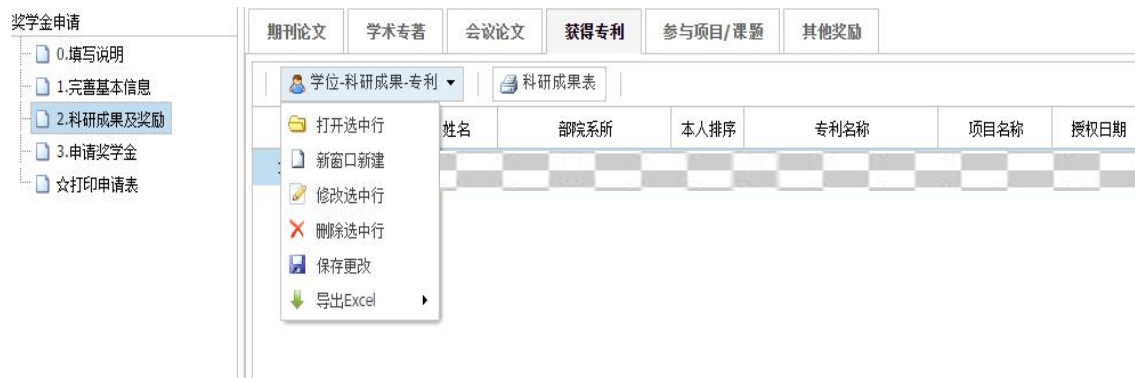 奖学金申请
0.填写说明
1.完善基本信息
2.科研成果及奖励
3.申请奖学金
☆打印申请表
期刊论文 学术专著 会议论文 获得专利 参与项目/课题 其他奖励
学位-科研成果-专利 科研成果表
姓名 部院系所 本人排序 专利名称 项目名称 授权日期
打开选中行
新窗口新建
修改选中行
删除选中行
保存更改
导出Excel